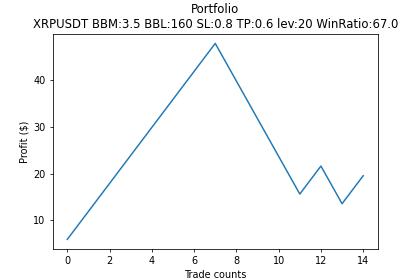 Portfolio
XRPUSDT BBM:3.5 BBL:160 SL:0.8 TP:0.6 lev:20 WinRatio:67.0
40
30
20
10
Profit ($)
0 2 4 6 8 10 12 14
Trade counts